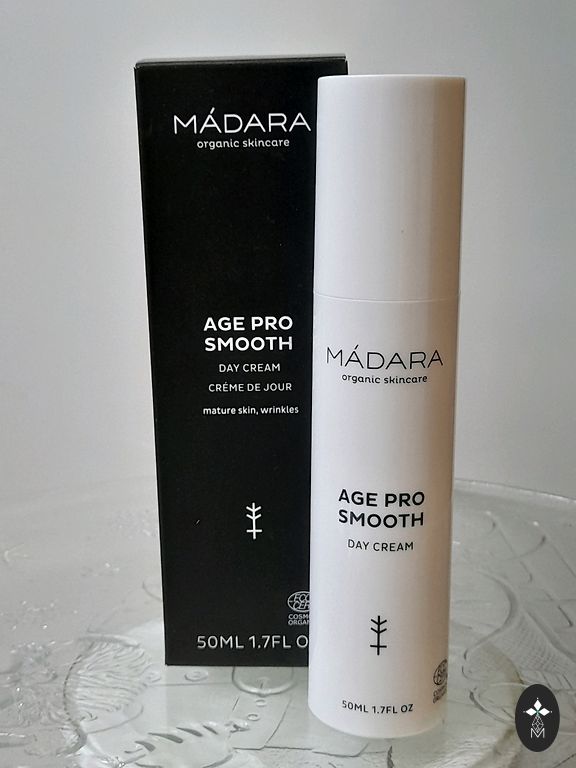 MÁDARA
organic skincare
AGE PRO
SMOOTH
DAY CREAM
CRÉME DE JOUR
mature skin, wrinkles
50ML 1.7FL
MÁDARA
organic skincare
AGE PRO
SMOOTH
DAY CREAM
50ML 1.7FL OZ